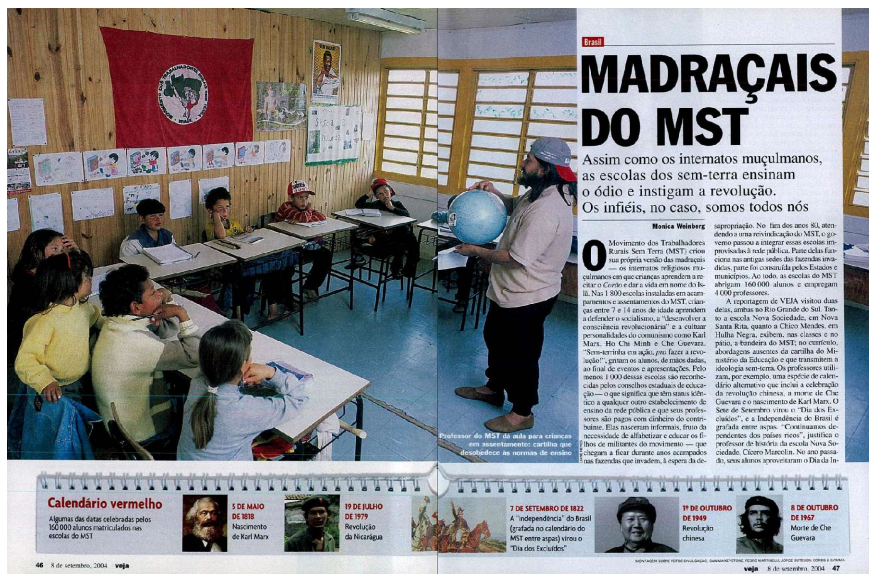 MOVIMENTO DOS TRABALHADORES RURAIS
SEM TERRA
BRASIL
Brasil
MADRAÇAIS
DO MST
Assim como os internatos muçulmanos,
as escolas dos sem-terra ensinam
o ódio e instigam a revolução.
Os infiéis, no caso, somos todos nós
Monica Weinberg
O Movimento dos Trabalhadores
Rurais Sem Terra (MST) criou
sua própria versão das madraçais
— os internatos religiosos mu-
çulmanos em que crianças aprendem a re-
citar o Corão e dar a vida em nome do Is-
lã. Nas 1 800 escolas instaladas em acam-
pamentos e assentamentos do MST, crian-
ças entre 7 e 14 anos de idade aprendem
a defender o socialismo, a "desenvolver a
consciência revolucionária" e a cultuar
personalidades do comunismo como Karl
Marx, Ho Chi Minh e Che Guevara.
"Sem-terrinha em ação, pra fazer a revo-
lução!", gritam os alunos, de mãos dadas,
ao final de eventos e apresentações. Pelo
menos 1 000 dessas escolas são reconhe-
cidas pelos conselhos estaduais de educa-
ção — o que significa que têm status idên-
tico a qualquer outro estabelecimento de
ensino da rede pública e que seus profes-
sores são pagos com dinheiro do contri-
buinte. Elas nasceram informais, fruto da
necessidade de alfabetizar e educar os fi-
lhos de militantes do movimento — que
chegam a ficar durante anos acampados
nas fazendas que invadem, à espera da de-
sapropriação. No fim dos anos 80, aten-
dendo a uma reivindicação do MST, o go-
verno passou a integrar essas escolas im-
provisadas à rede pública. Parte delas fun-
ciona nas antigas sedes das fazendas inva-
didas, parte foi construída pelos Estados e
municípios. Ao todo, as escolas do MST
abrigam 160 000 alunos e empregam
4 000 professores.
A reportagem de VEJA visitou duas
delas, ambas no Rio Grande do Sul. Tan-
to a escola Nova Sociedade, em Nova
Santa Rita, quanto a Chico Mendes, em
Hulha Negra, exibem, nas classes e no
pátio, a bandeira do MST; no currículo,
abordagens ausentes da cartilha do Mi-
nistério da Educação e que transmitem a
ideologia sem-terra. Os professores utili-
zam, por exemplo, uma espécie de calen-
dário alternativo que inclui a celebração
da revolução chinesa, a morte de Che
Guevara e o nascimento de Karl Marx. O
Sete de Setembro virou o "Dia dos Ex-
cluídos", e a Independência do Brasil é
grafada entre aspas. "Continuamos de-
pendentes dos países ricos", justifica o
professor de história da escola Nova So-
ciedade, Cícero Marcolin. No ano passa-
do, seus alunos aproveitaram o Dia da In-
Professor do MST dá aula para crianças
em assentamento: cartilha que
desobedece às normas de ensino
Calendário vermelho
Algumas das datas celebradas pelos
160 000 alunos matriculados nas
escolas do MST
5 DE MAIO
DE 1818
Nascimento
de Karl Marx
19 DE JULHO
DE 1979
Revolução
da Nicarágua
7 DE SETEMBRO DE 1822
A "independência" do Brasil
(grafada no calendário do
MST entre aspas) virou o
"Dia dos Excluídos"
1º DE OUTUBRO
DE 1949
Revolução
chinesa
8 DE OUTUBRO
DE 1967
Morte de Che
Guevara
46 8 de setembro, 2004 veja
veja 8 de setembro, 2004 47